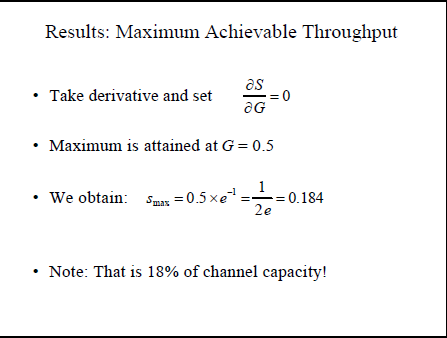 Results: Maximum Achievable Throughput
• Take derivative and set ∂S/∂G = 0
• Maximum is attained at G = 0.5
• We obtain: s_max = 0.5 × e^-1 = 1/2e = 0.184
• Note: That is 18% of channel capacity!